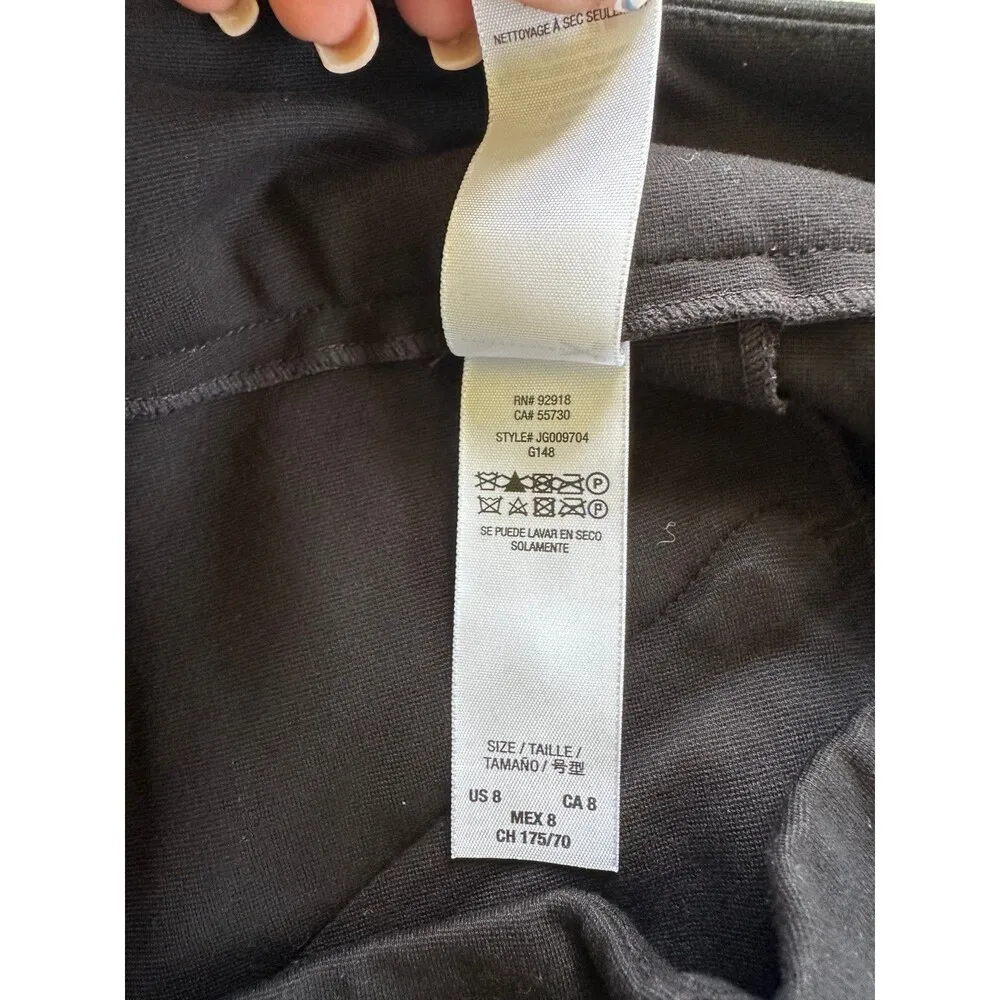 NETTOYAGE À SEC SEULE
RN# 92918
CA# 55730
STYLE# JG009704
G148
P
P
SE PUEDE LAVAR EN SECO
SOLAMENTE
SIZE / TAILLE /
TAMAÑO / 号型
US 8 CA 8
MEX 8
CH 175/70